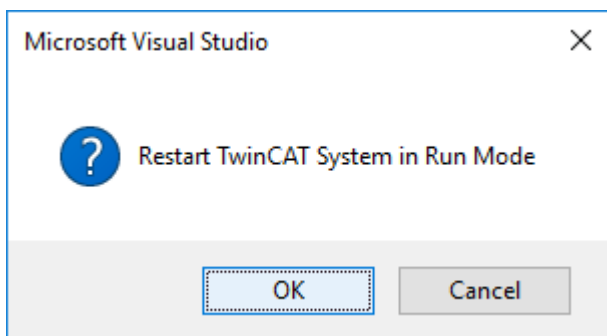 Microsoft Visual Studio
Restart TwinCAT System in Run Mode
OK
Cancel